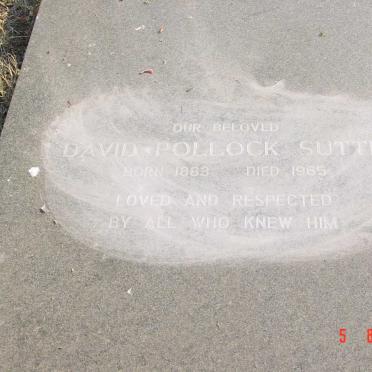 OUR BELOVED
DAVID POLLOCK SUTT
BORN 1883 DIED 1965
LOVED AND RESPECTED
BY ALL WHO KNEW HIM
5 8